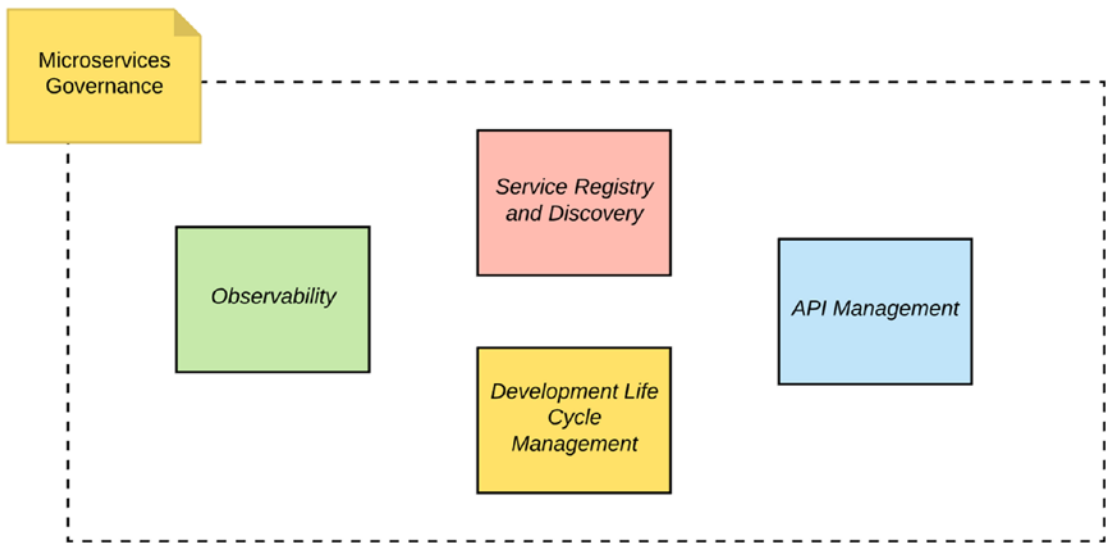 Microservices
Governance
Service Registry
and Discovery
Observability
API Management
Development Life
Cycle
Management